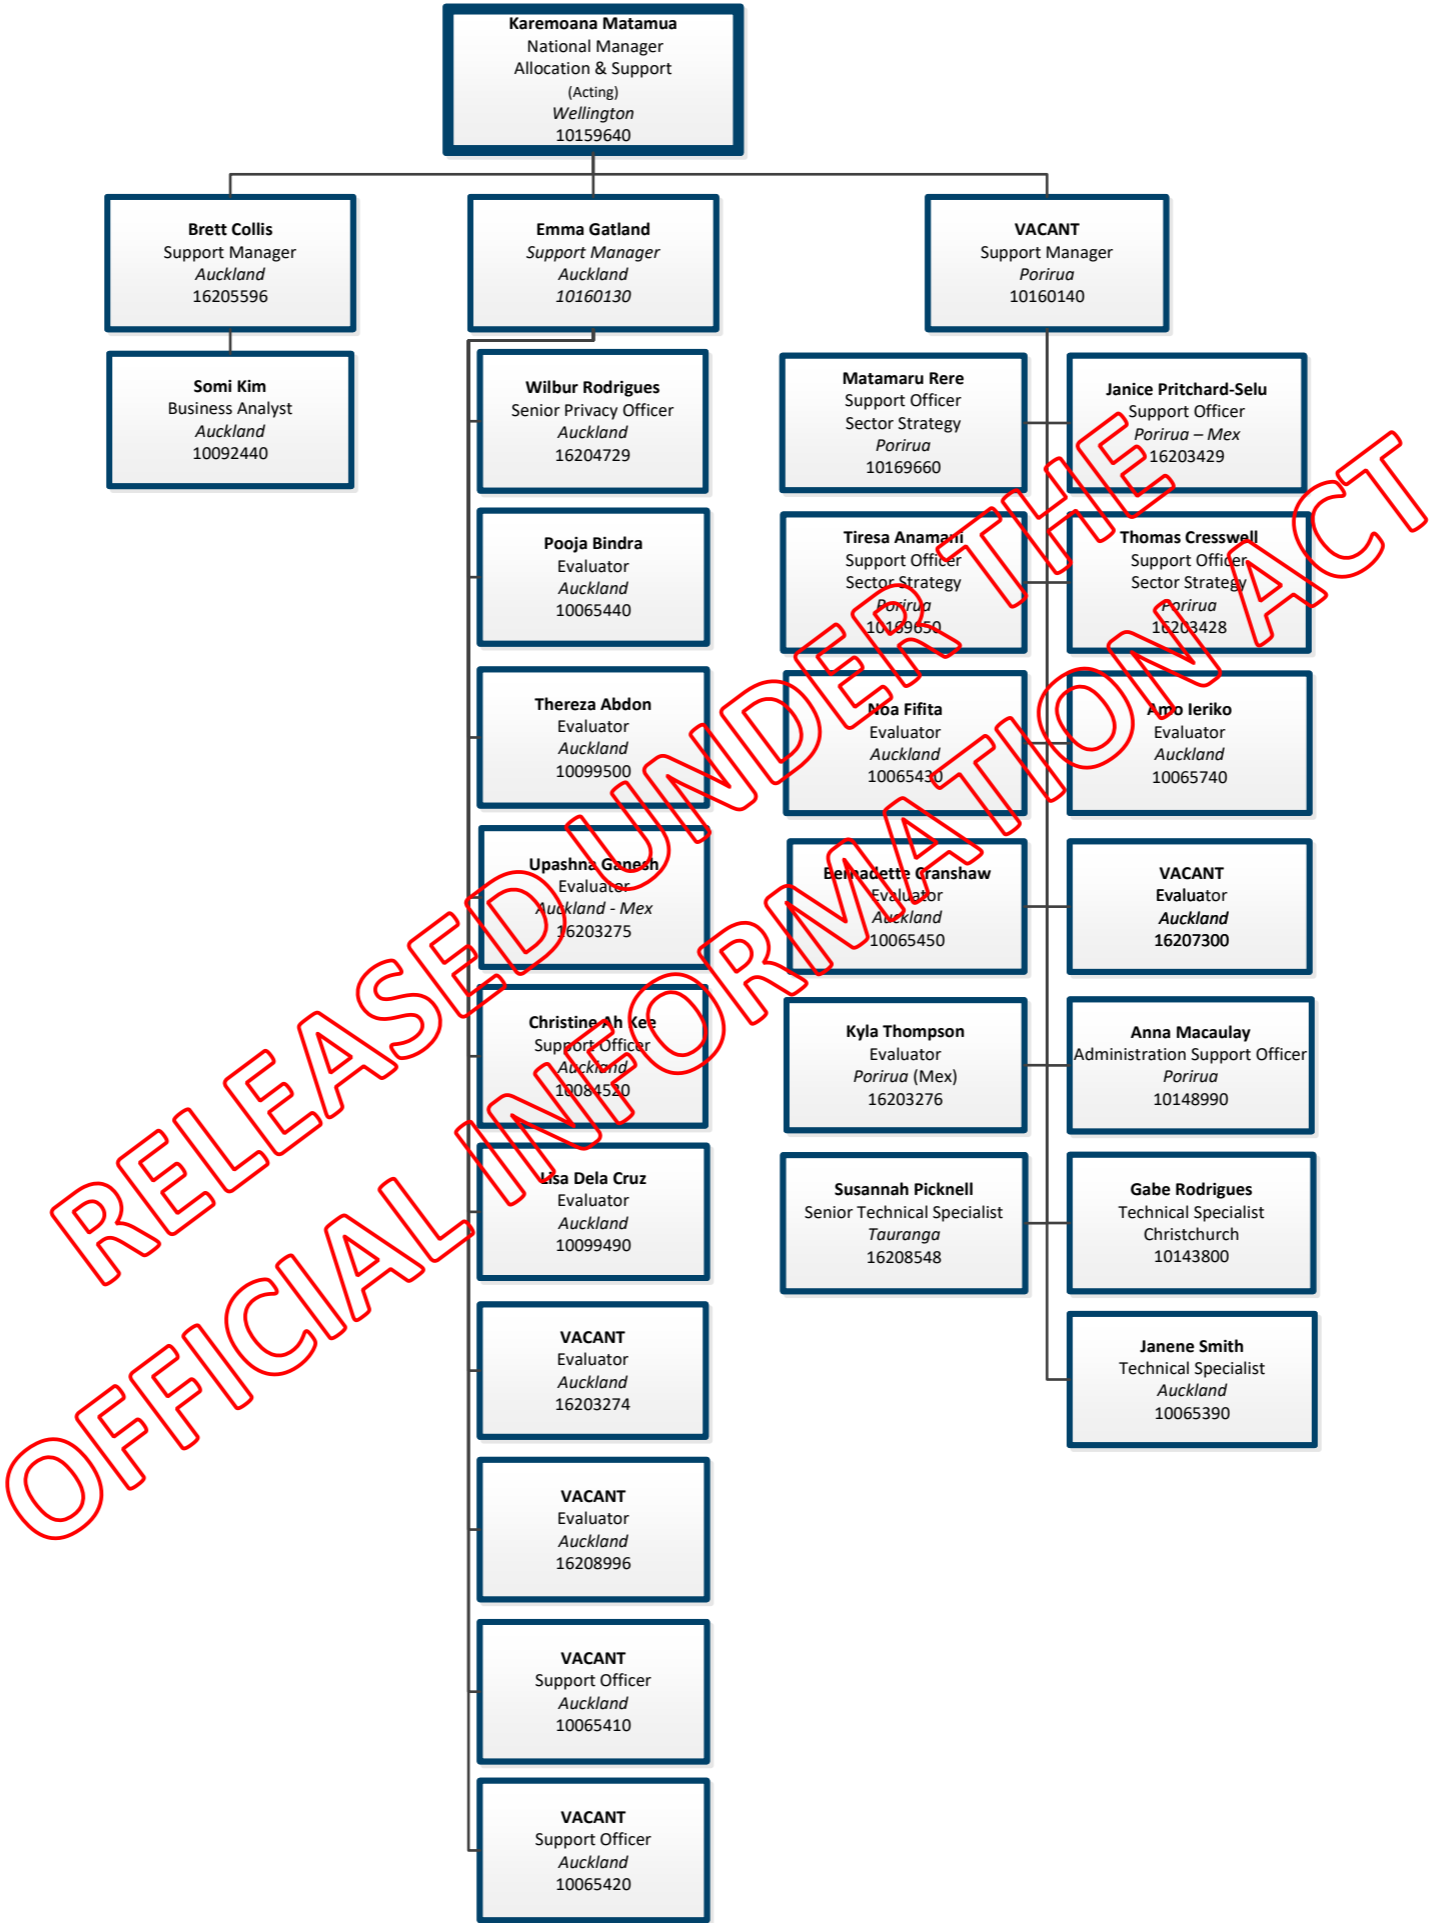 Karemoana Matamua
National Manager
Allocation & Support
(Acting)
Wellington
10159640
Brett Collis
Support Manager
Auckland
16205596
Emma Gatland
Support Manager
Auckland
10160130
VACANT
Support Manager
Porirua
10160140
Somi Kim
Business Analyst
Auckland
10092440
Wilbur Rodrigues
Senior Privacy Officer
Auckland
16204729
Pooja Bindra
Evaluator
Auckland
10065440
Thereza Abdon
Evaluator
Auckland
10099500
Upashna Ganesh
Evaluator
Auckland - Mex
16203275
Christine Ah Kee
Support Officer
Auckland
10084520
Lisa Dela Cruz
Evaluator
Auckland
10099490
VACANT
Evaluator
Auckland
16203274
VACANT
Evaluator
Auckland
16208996
VACANT
Support Officer
Auckland
10065410
VACANT
Support Officer
Auckland
10065420
Matamaru Rere
Support Officer
Sector Strategy
Porirua
10169660
Janice Pritchard-Selu
Support Officer
Porirua – Mex
16203429
Tiresa Anamani
Support Officer
Sector Strategy
Porirua
10169650
Thomas Cresswell
Support Officer
Sector Strategy
Porirua
16203428
Noa Fifita
Evaluator
Auckland
10065430
Amo Ieriko
Evaluator
Auckland
10065740
Bernadette Cranshaw
Evaluator
Auckland
10065450
VACANT
Evaluator
Auckland
16207300
Kyla Thompson
Evaluator
Porirua (Mex)
16203276
Anna Macaulay
Administration Support Officer
Porirua
10148990
Susannah Picknell
Senior Technical Specialist
Tauranga
16208548
Gabe Rodrigues
Technical Specialist
Christchurch
10143800
Janene Smith
Technical Specialist
Auckland
10065390
RELEASED UNDER THE
OFFICIAL INFORMATION ACT